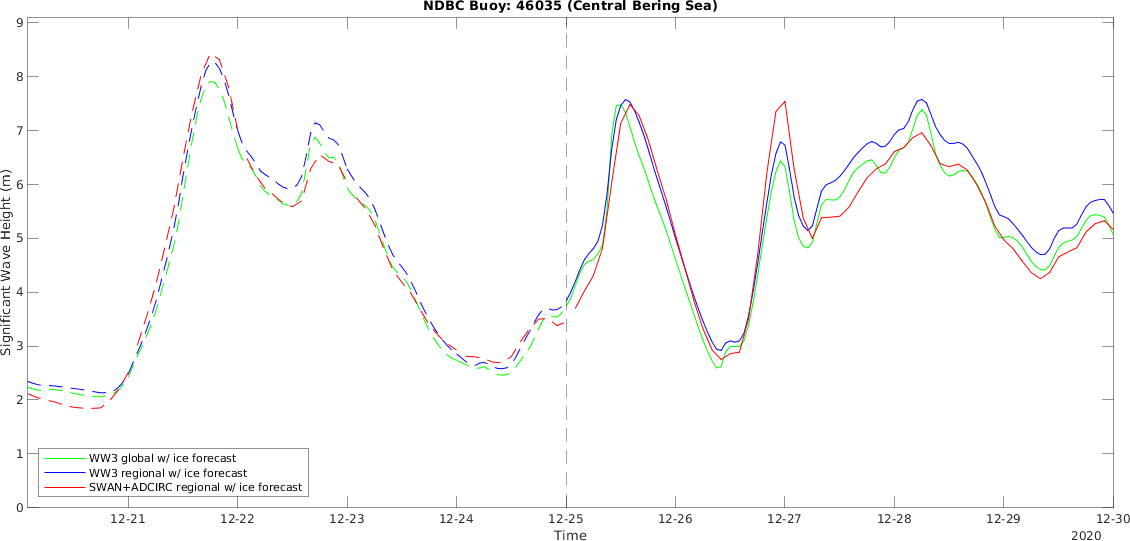 NDBC Buoy: 46035 (Central Bering Sea)
Significant Wave Height (m)
9
8
7
6
5
4
3
2
1
0
WW3 global w/ ice forecast
WW3 regional w/ ice forecast
SWAN+ADCIRC regional w/ ice forecast
12-21 12-22 12-23 12-24 12-25 12-26 12-27 12-28 12-29 12-30
Time
2020